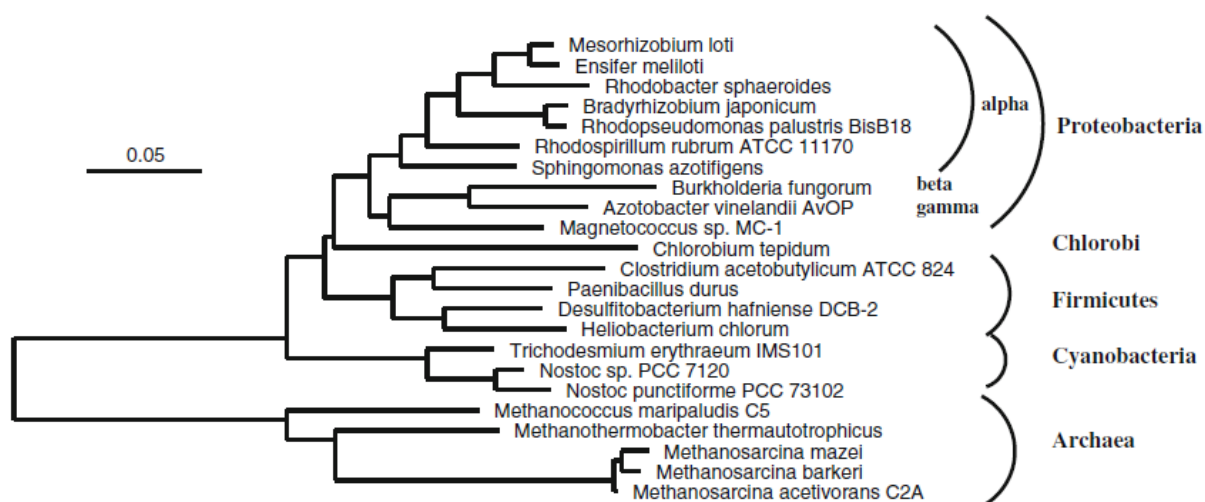 Mesorhizobium loti
Ensifer meliloti
Rhodobacter sphaeroides
Bradyrhizobium japonicum
alpha
Rhodopseudomonas palustris BisB18
Proteobacteria
Rhodospirillum rubrum ATCC 11170
0.05
Sphingomonas azotifigens
Burkholderia fungorum
beta
Azotobacter vinelandii AvOP
gamma
Magnetococcus sp. MC-1
Chlorobium tepidum
Chlorobi
Clostridium acetobutylicum ATCC 824
Paenibacillus durus
Firmicutes
Desulfitobacterium hafniense DCB-2
Heliobacterium chlorum
Trichodesmium erythraeum IMS101
Cyanobacteria
Nostoc sp. PCC 7120
Nostoc punctiforme PCC 73102
Methanococcus maripaludis C5
Methanothermobacter thermautotrophicus
Archaea
Methanosarcina mazei
Methanosarcina barkeri
Methanosarcina acetivorans C2A